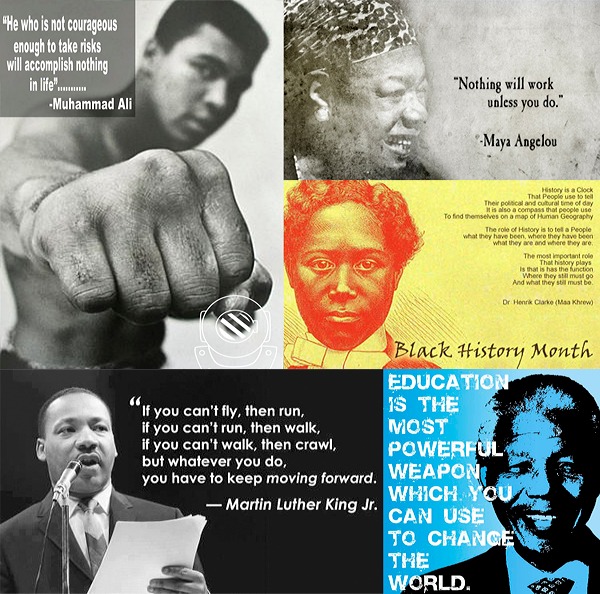 “He who is not courageous
enough to take risks
will accomplish nothing
in life”...........
-Muhammad Ali
“Nothing will work
unless you do.”
-Maya Angelou
History is a Clock
That People use to tell
Their political and cultural time of day
It is also a compass that people use
To find themselves on a map of Human Geography
The role of History is to tell a People
what they have been, where they have been
what they are and where they are.
The most important role
That history plays
Is that is has the function
Where they still must go
And what they still must be.
Dr Henrik Clarke (Maa Khrew)
Black History Month
“If you can't fly, then run,
if you can't run, then walk,
if you can't walk, then crawl,
but whatever you do,
you have to keep moving forward.
— Martin Luther King Jr.
EDUCATION
IS THE
MOST
POWERFUL
WEAPON
WHICH YOU
CAN USE
TO CHANGE
THE
WORLD.